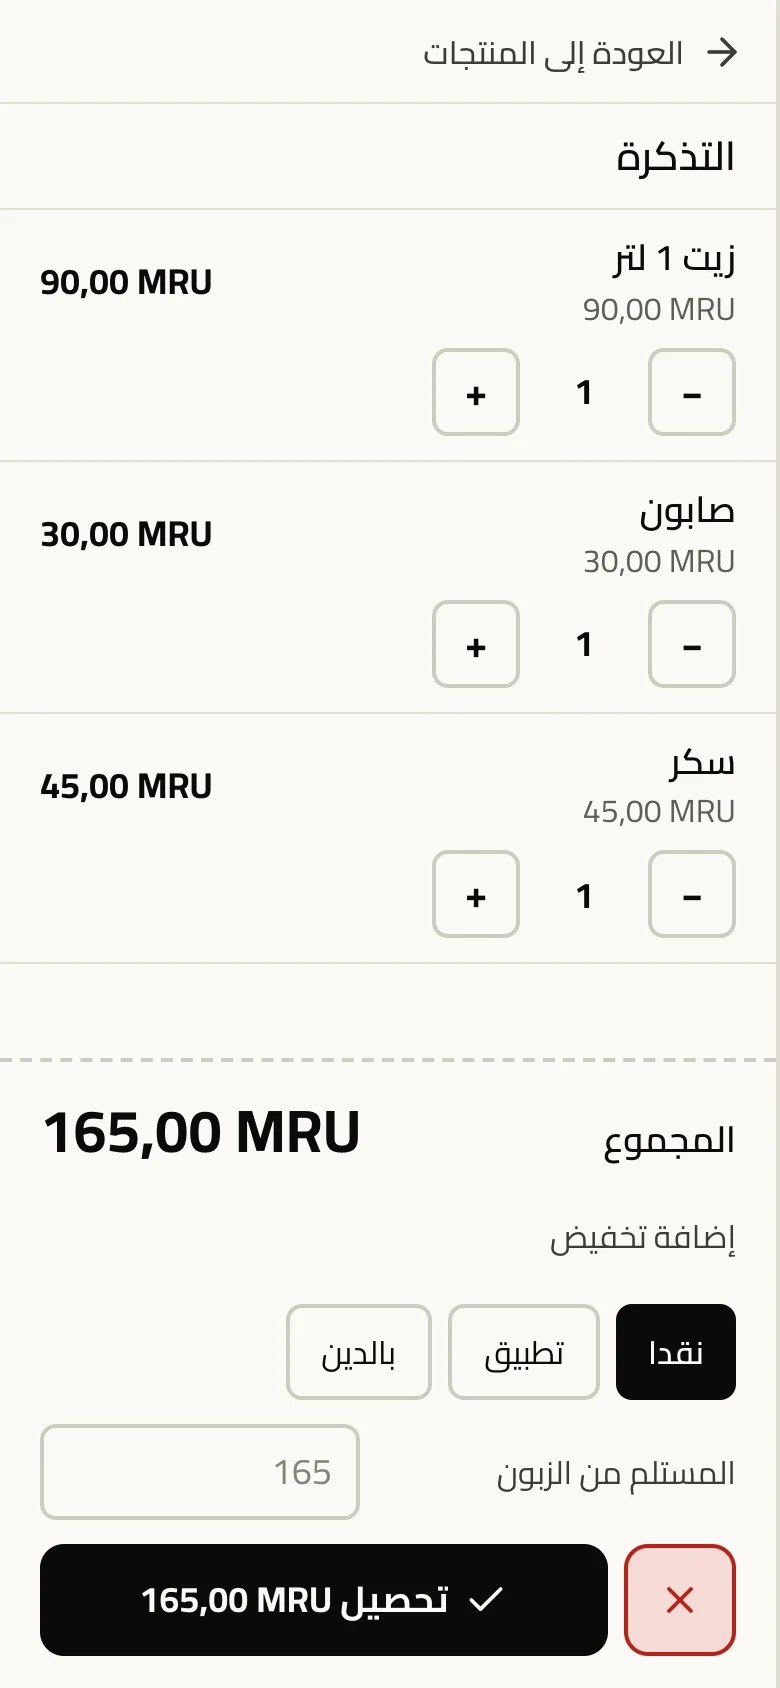 العودة إلى المنتجات
التذكرة
زيت 1 لتر
90,00 MRU
90,00 MRU
− 1 +
صابون
30,00 MRU
30,00 MRU
− 1 +
سكر
45,00 MRU
45,00 MRU
− 1 +
المجموع
165,00 MRU
إضافة تخفيض
نقدا
تطبيق
بالدين
المستلم من الزبون
165
تحصيل 165,00 MRU